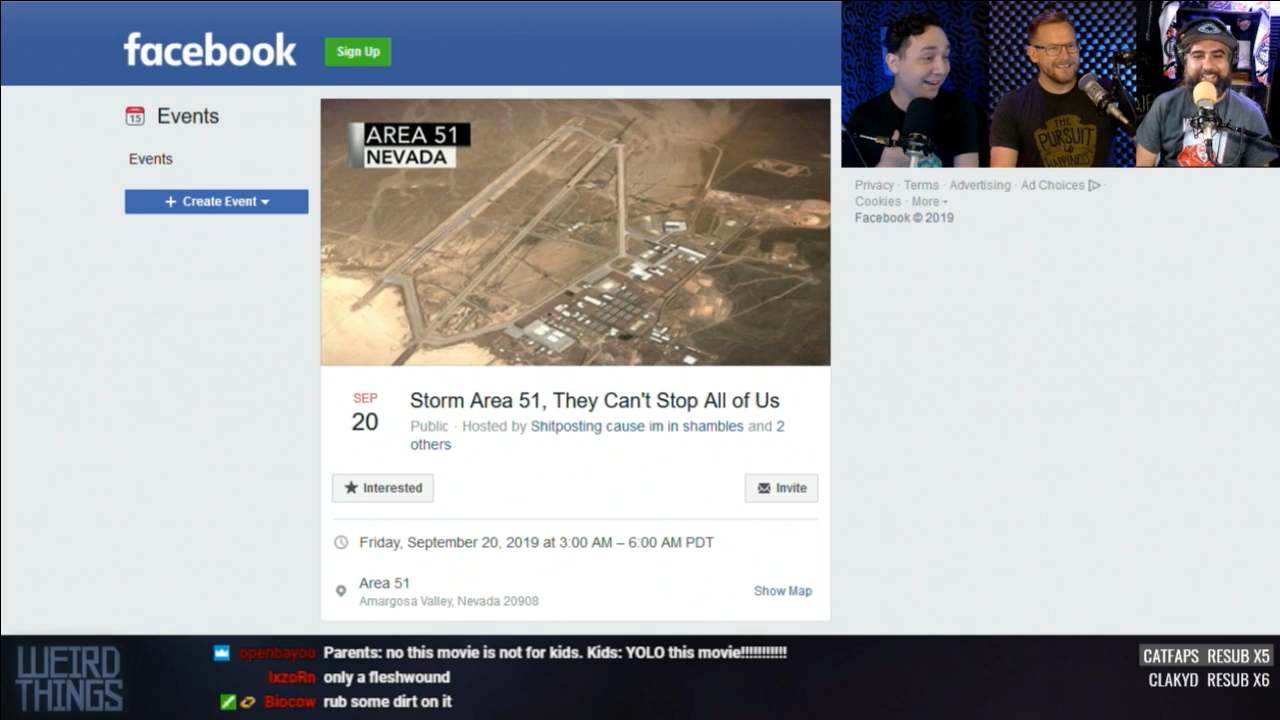 facebook
Sign Up
15
Events
Events
+ Create Event
AREA 51
NEVADA
THE
PURSUIT
HAPPINESS
Privacy · Terms · Advertising · Ad Choices
Cookies · More
Facebook © 2019
SEP
20
Storm Area 51, They Can't Stop All of Us
Public · Hosted by Shitposting cause im in shambles and 2
others
Interested
Invite
Friday, September 20, 2019 at 3:00 AM – 6:00 AM PDT
Area 51
Amargosa Valley, Nevada 20908
Show Map
WEIRD
THINGS
openbayou Parents: no this movie is not for kids. Kids: YOLO this movie!!!!!!!!!!!
IxzoRn only a fleshwound
Biocow rub some dirt on it
CATFAPS RESUB X5
CLAKYD RESUB X6